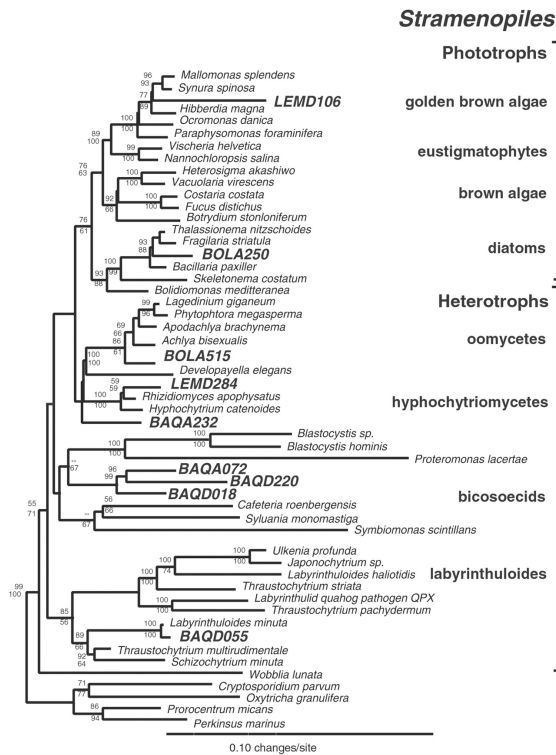 Stramenopiles
Phototrophs
96
93
Mallomonas splendens
Synura spinosa
77
89
LEMD106
golden brown algae
Hibberdia magna
100
100
Ocromonas danica
89
100
Paraphysomonas foraminifera
99
100
Vischeria helvetica
eustigmatophytes
Nannochloropsis salina
76
63
100
100
Heterosigma akashiwo
Vacuolaria virescens
92
66
100
100
Costaria costata
brown algae
Fucus distichus
Botrydium stonloniferum
76
61
Thalassionema nitzschoides
93
88
Fragilaria striatula
BOLA250
diatoms
Bacillaria paxiller
100
99
93
88
Skeletonema costatum
Bolidiomonas meditteranea
Heterotrophs
99
96
Lagedinium giganeum
Phytophtora megasperma
69
66
Apodachlya brachynema
oomycetes
86
61
Achlya bisexualis
BOLA515
100
100
Developayella elegans
59
59
LEMD284
100
100
Rhizidiomyces apophysatus
hyphochytriomycetes
Hyphochytrium catenoides
BAQA232
100
100
Blastocystis sp.
100
100
Blastocystis hominis
Proteromonas lacertae
--
67
96
99
BAQA072
BAQD220
BAQD018
bicosoecids
56
66
Cafeteria roenbergensis
--
67
Syluania monomastiga
Symbiomonas scintillans
55
71
100
100
Ulkenia profunda
100
74
Japonochytrium sp.
Labyrinthuloides haliotidis
labyrinthuloides
100
100
Thraustochytrium striata
100
100
Labyrinthulid quahog pathogen QPX
Thraustochytrium pachydermum
99
100
85
56
100
100
Labyrinthuloides minuta
BAQD055
89
66
Thraustochytrium multirudimentale
92
64
Schizochytrium minuta
Wobblia lunata
71
77
Cryptosporidium parvum
Oxytricha granulifera
86
94
Prorocentrum micans
Perkinsus marinus
0.10 changes/site